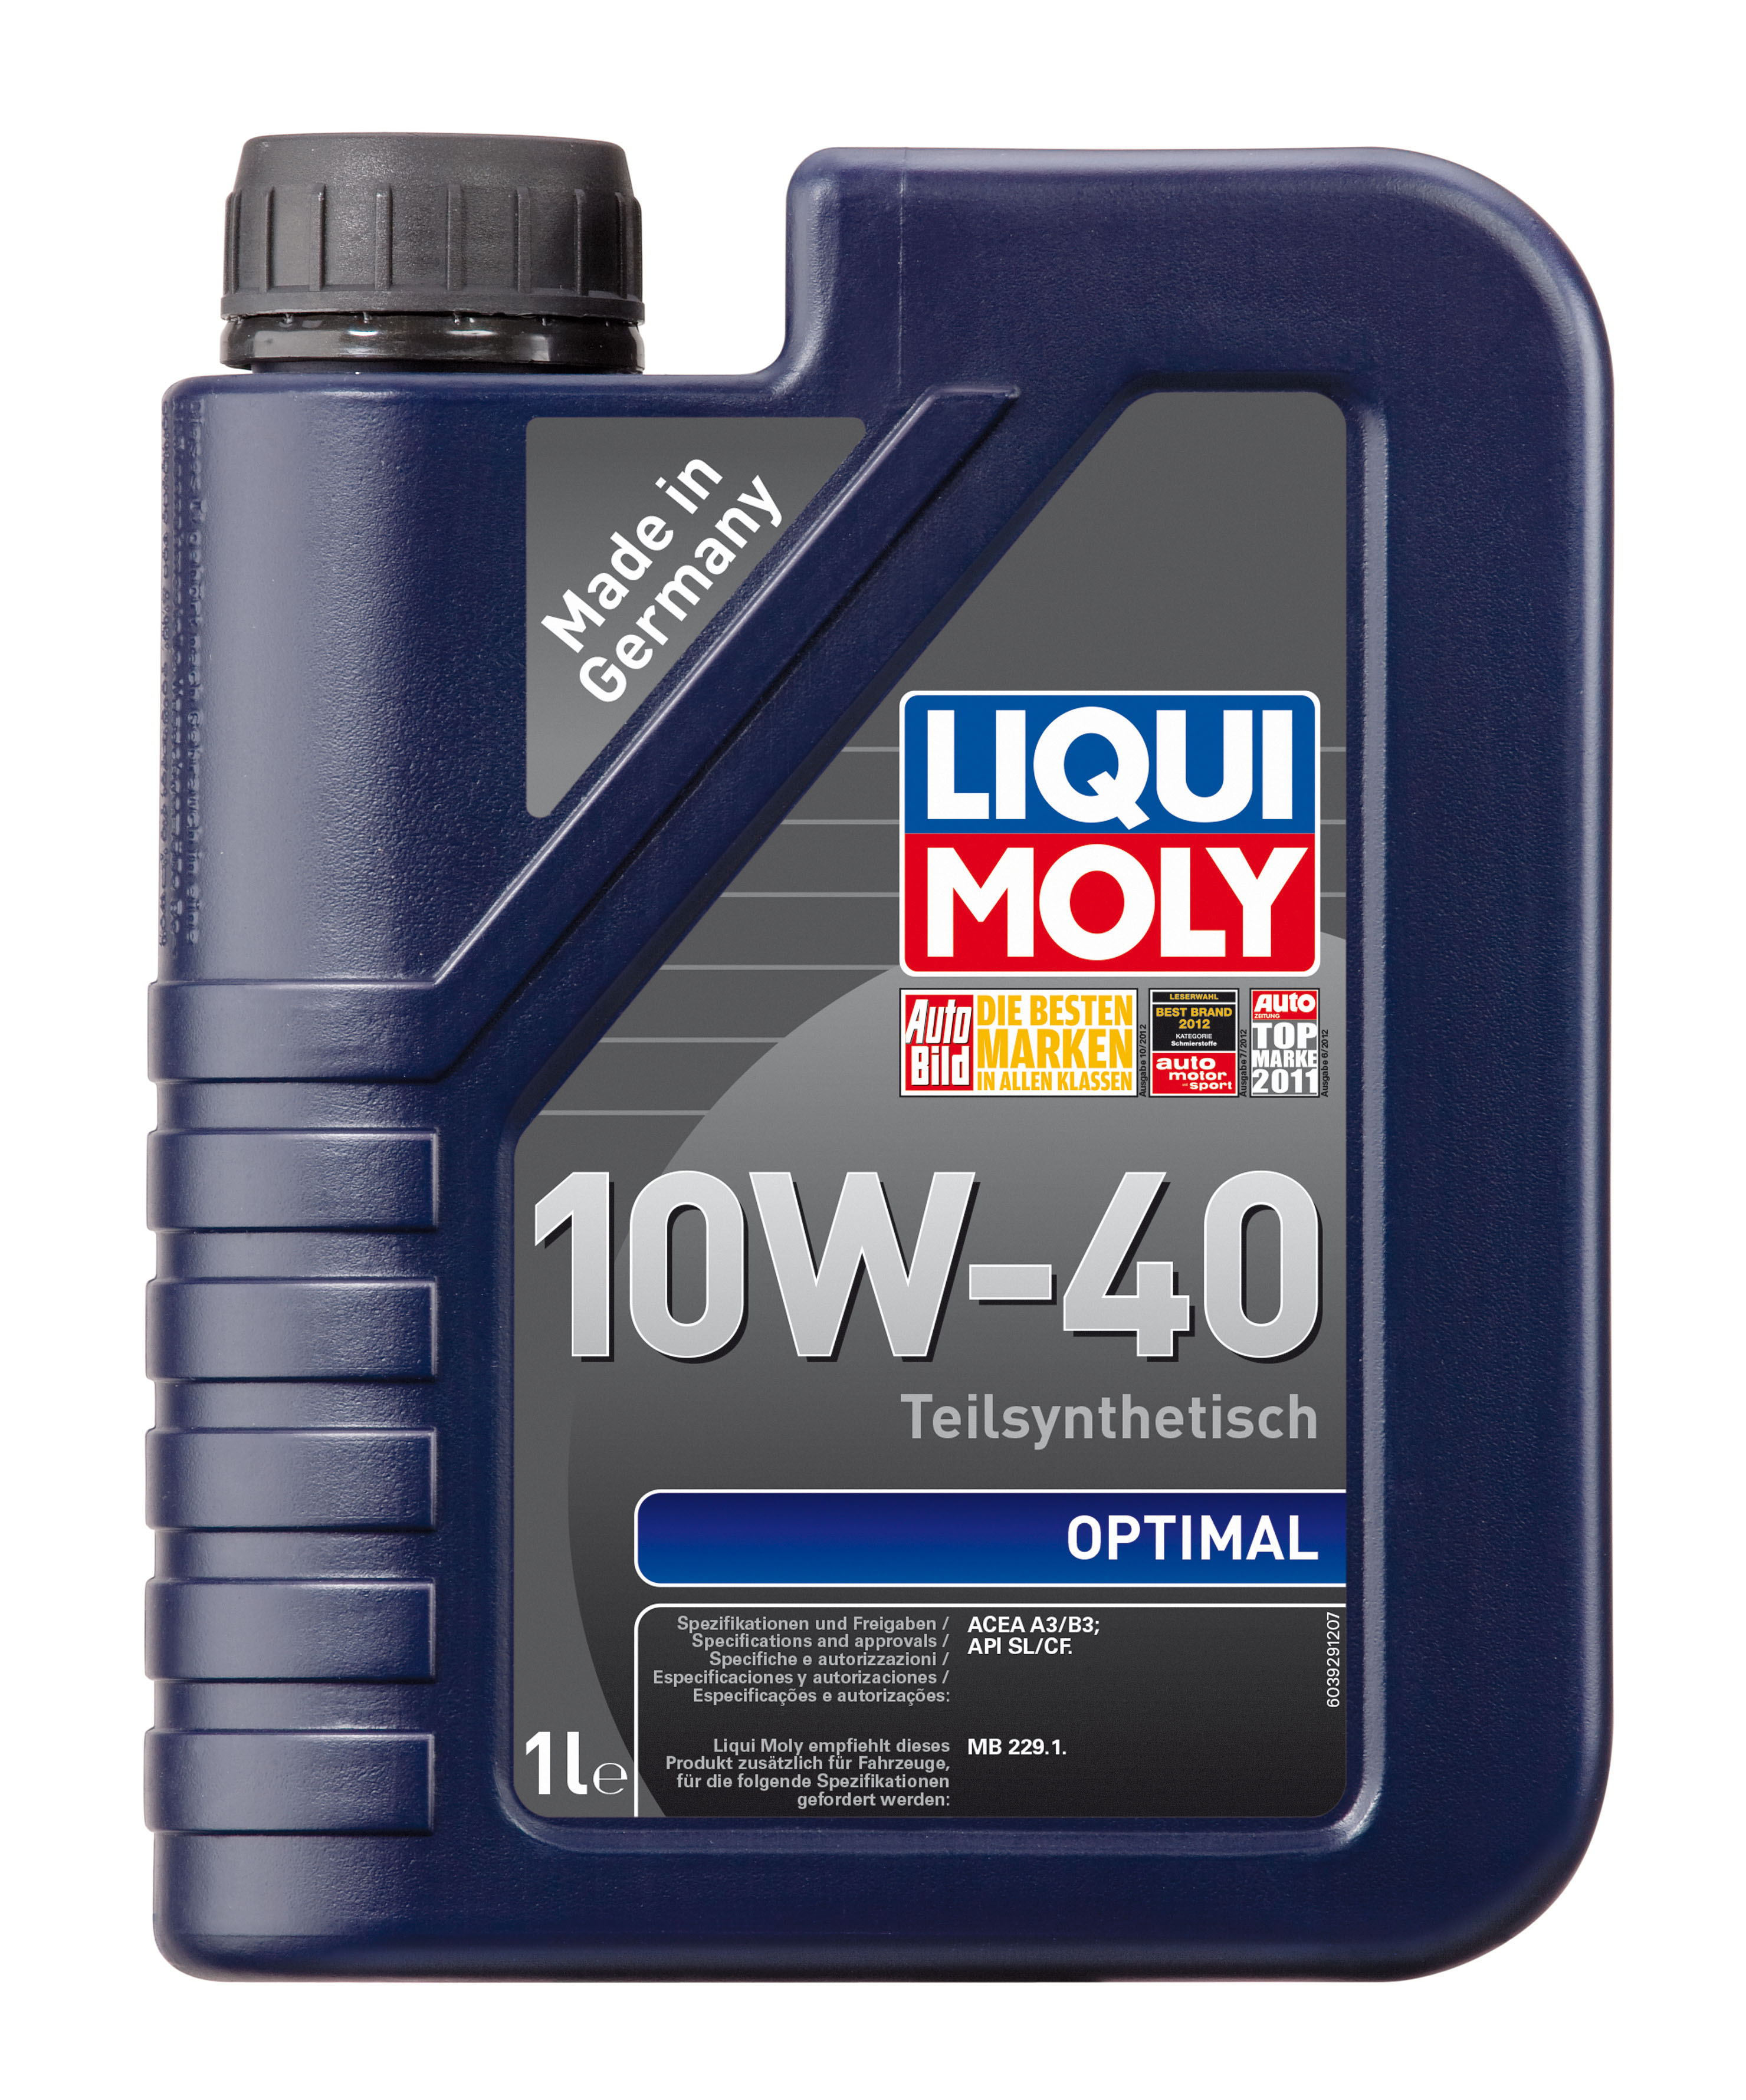 Made in
Germany
LIQUI
MOLY
Auto
Bild
DIE BESTEN
MARKEN
IN ALLEN KLASSEN
Ausgabe 10/2012
LESERWAHL
BEST BRAND
2012
KATEGORIE
Schmierstoffe
auto
motor
sport
Ausgabe 7/2012
Auto
ZEITUNG
TOP
MARKE
2011
Ausgabe 6/2012
10W-40
Teilsynthetisch
OPTIMAL
Spezifikationen und Freigaben /
Specifications and approvals /
Specifiche e autorizzazioni /
Especificaciones y autorizaciones /
Especificações e autorizações:
ACEA A3/B3;
API SL/CF.
6039291207
Liqui Moly empfiehlt dieses
Produkt zusätzlich für Fahrzeuge,
für die folgende Spezifikationen
gefordert werden:
MB 229.1.
1L e